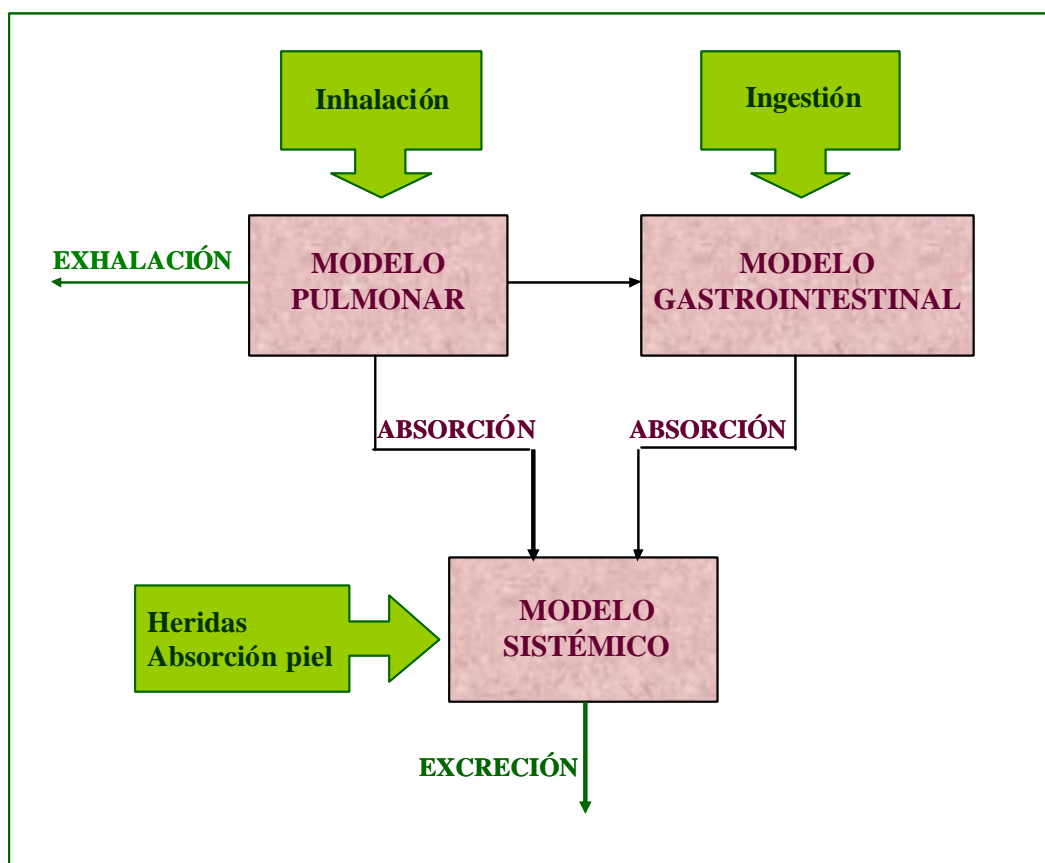 Inhalación
Ingestión
EXHALACIÓN
MODELO
PULMONAR
MODELO
GASTROINTESTINAL
ABSORCIÓN
ABSORCIÓN
Heridas
Absorción piel
MODELO
SISTÉMICO
EXCRECIÓN